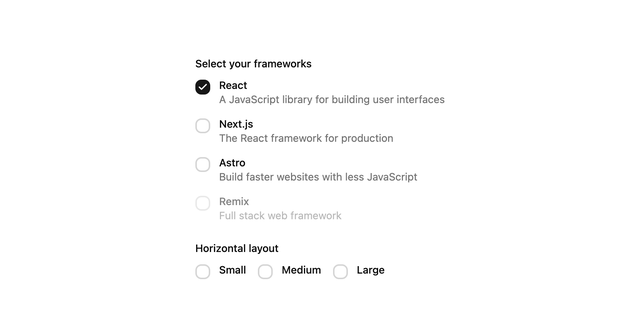 Select your frameworks
React
A JavaScript library for building user interfaces
Next.js
The React framework for production
Astro
Build faster websites with less JavaScript
Remix
Full stack web framework
Horizontal layout
Small Medium Large